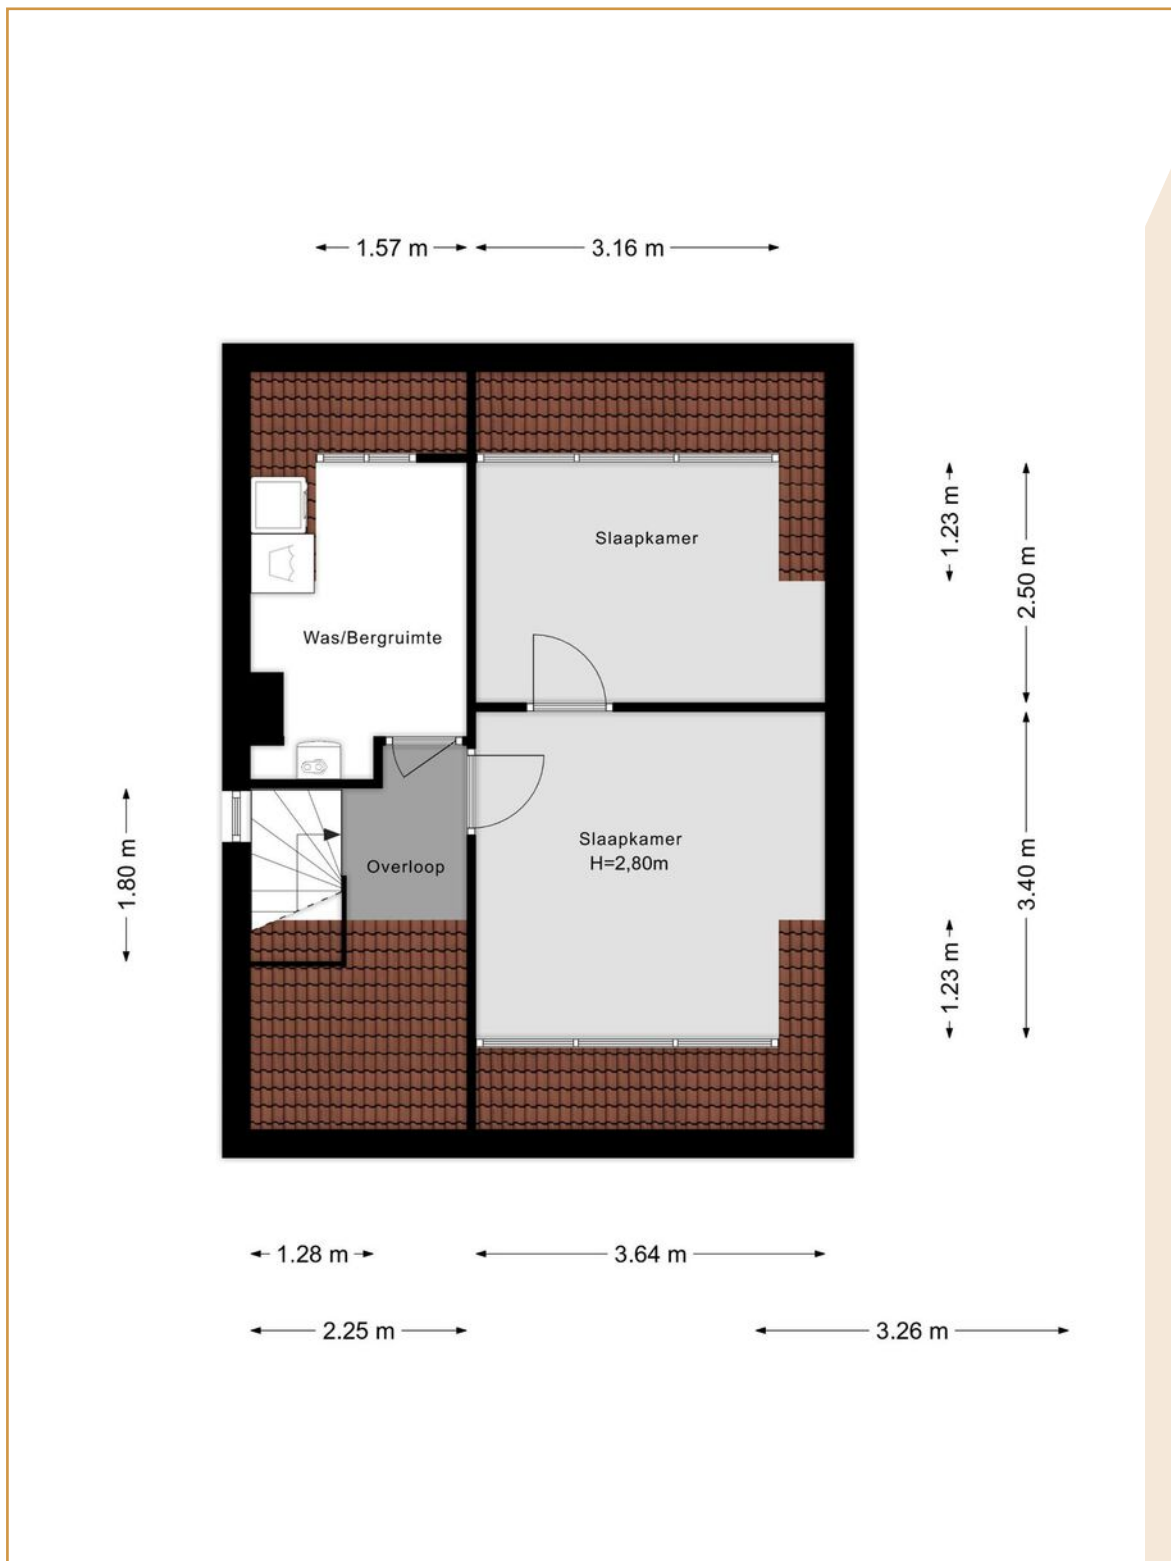 1.57 m
3.16 m
1.23 m
2.50 m
Slaapkamer
Was/Bergruimte
1.80 m
Slaapkamer
H=2,80m
Overloop
3.40 m
1.23 m
1.28 m
3.64 m
2.25 m
3.26 m